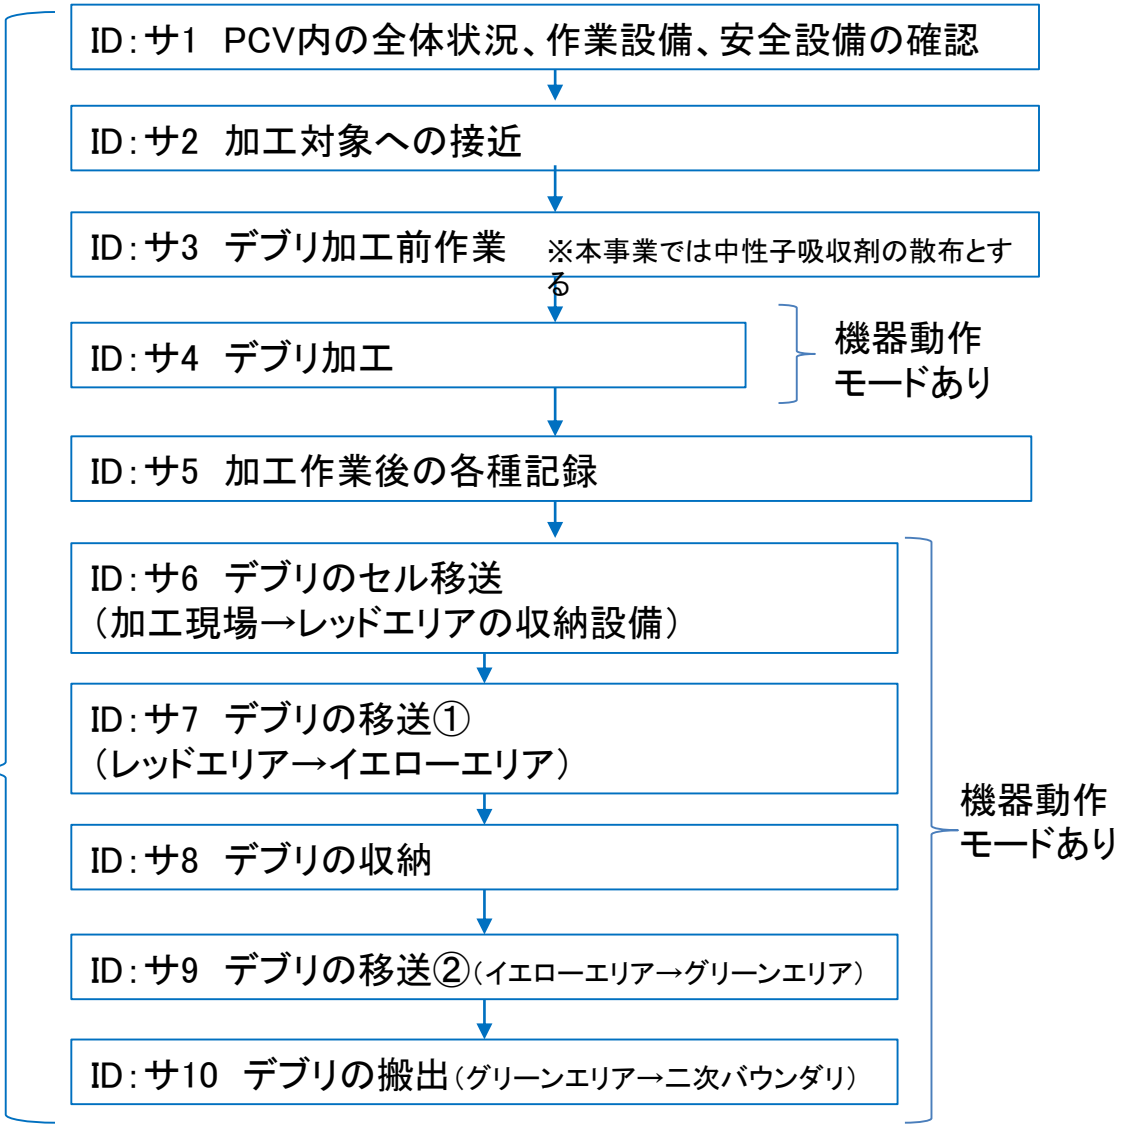 ID：サ1　PCV内の全体状況、作業設備、安全設備の確認
ID：サ2　加工対象への接近
ID：サ3　デブリ加工前作業　※本事業では中性子吸収剤の散布とす
る
ID：サ4　デブリ加工
機器動作
モードあり
ID：サ5　加工作業後の各種記録
ID：サ6　デブリのセル移送
（加工現場→レッドエリアの収納設備）
ID：サ7　デブリの移送①
（レッドエリア→イエローエリア）
機器動作
モードあり
ID：サ8　デブリの収納
ID：サ9　デブリの移送②（イエローエリア→グリーンエリア）
ID：サ10　デブリの搬出（グリーンエリア→二次バウンダリ）